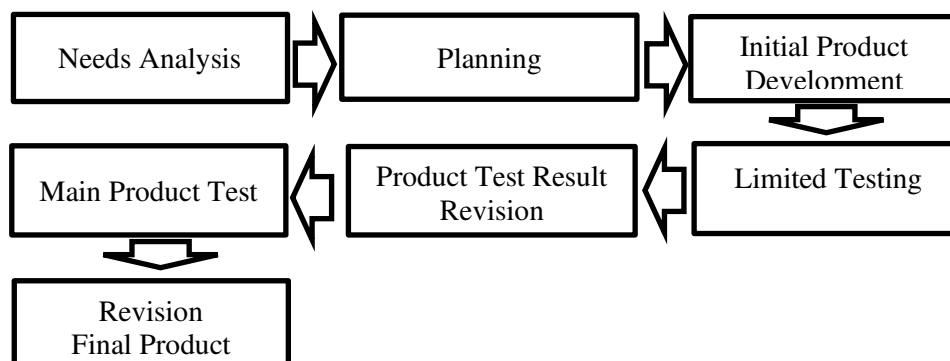 Needs Analysis
Planning
Initial Product
Development
Limited Testing
Product Test Result
Revision
Main Product Test
Revision
Final Product